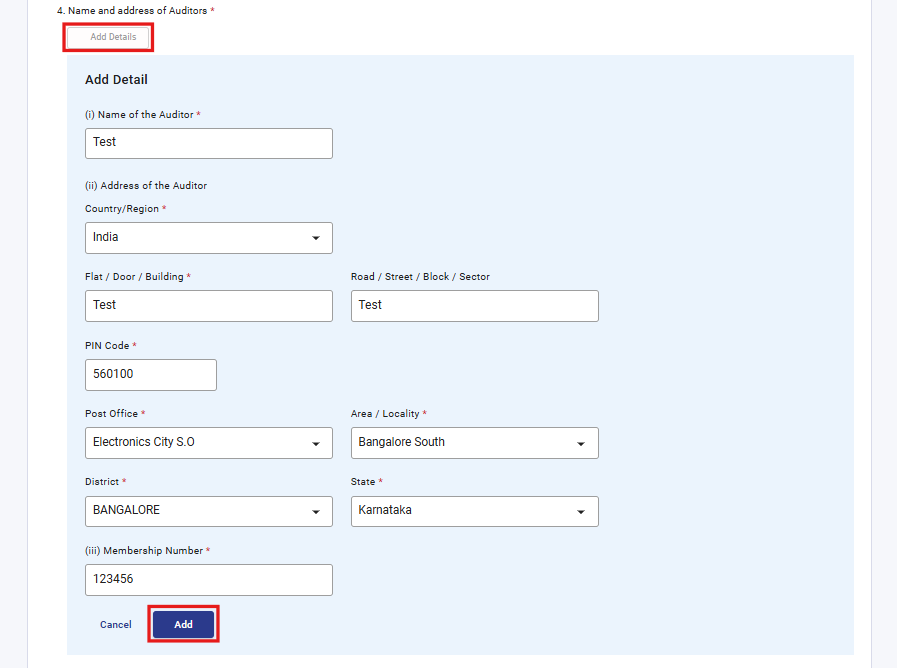 4. Name and address of Auditors *
Add Details
Add Detail
(i) Name of the Auditor *
Test
(ii) Address of the Auditor
Country/Region *
India
Flat / Door / Building * Road / Street / Block / Sector
Test Test
PIN Code *
560100
Post Office * Area / Locality *
Electronics City S.O Bangalore South
District * State *
BANGALORE Karnataka
(iii) Membership Number *
123456
Cancel Add